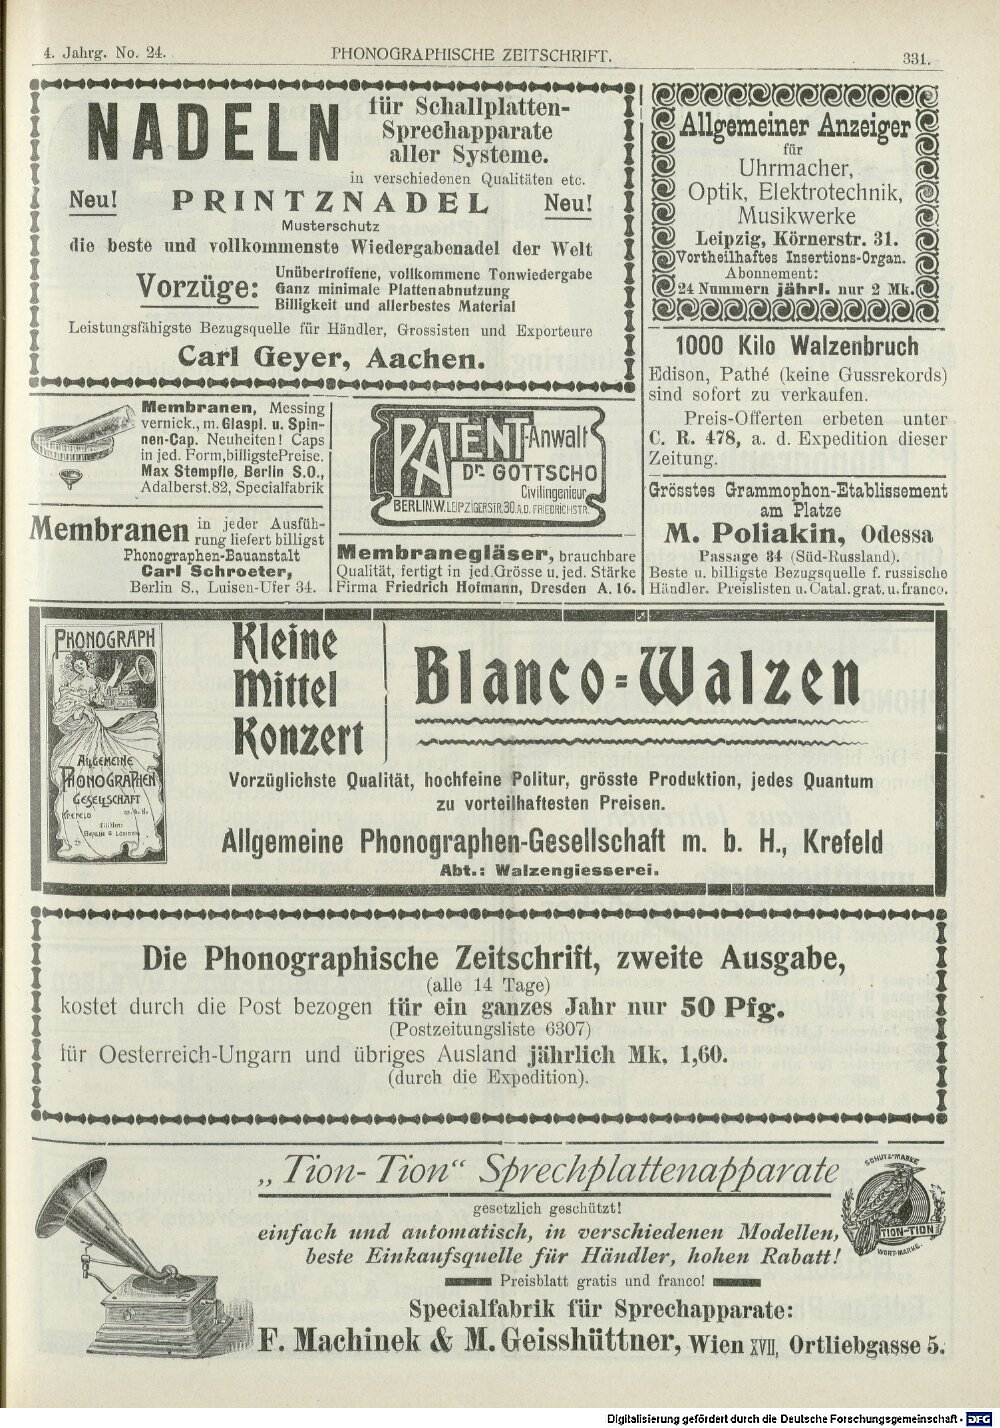 4. Jahrg. No. 24.
PHONOGRAPHISCHE ZEITSCHRIFT.
331.
NADELN
für Schallplatten-
Sprechapparate
aller Systeme.
in verschiedenen Qualitäten etc.
Neu! PRINTZNADEL Neu!
Musterschutz
die beste und vollkommenste Wiedergabenadel der Welt
Vorzüge:
Unübertroffene, vollkommene Tonwiedergabe
Ganz minimale Plattenabnutzung
Billigkeit und allerbestes Material
Leistungsfähigste Bezugsquelle für Händler, Grossisten und Exporteure
Carl Geyer, Aachen.
Allgemeiner Anzeiger
für
Uhrmacher,
Optik, Elektrotechnik,
Musikwerke
Leipzig, Körnerstr. 31.
Vortheilhaftes Insertions-Organ.
Abonnement:
24 Nummern jährl. nur 2 Mk.
1000 Kilo Walzenbruch
Edison, Pathé (keine Gussrekords)
sind sofort zu verkaufen.
Preis-Offerten erbeten unter
C. R. 478, a. d. Expedition dieser
Zeitung.
Grösstes Grammophon-Etablissement
am Platze
M. Poliakin, Odessa
Passage 34 (Süd-Russland).
Beste u. billigste Bezugsquelle f. russische
Händler. Preislisten u. Catal. grat. u. franco.
Membranen, Messing
vernick., m. Glaspl. u. Spin-
nen-Cap. Neuheiten! Caps
in jed. Form, billigste Preise.
Max Stempfle, Berlin S.O.,
Adalberst. 82, Specialfabrik
Membranen in jeder Ausfüh-
rung liefert billigst
Phonographen-Bauanstalt
Carl Schroeter,
Berlin S., Luisen-Ufer 34.
PATENT-Anwalt
Dr. GOTTSCHO
Civilingenieur
BERLIN.W. LEIPZIGERSTR. 30 A.D. FRIEDRICHSTR.
Membranegläser, brauchbare
Qualität, fertigt in jed. Grösse u. jed. Stärke
Firma Friedrich Hofmann, Dresden A. 16.
PHONOGRAPH
ALLGEMEINE
PHONOGRAPHEN
GESELLSCHAFT
m.b.H.
KREFELD
Filialen:
BERLIN & LONDON
Kleine
Mittel
Konzert
Blanco-Walzen
Vorzüglichste Qualität, hochfeine Politur, grösste Produktion, jedes Quantum
zu vorteilhaftesten Preisen.
Allgemeine Phonographen-Gesellschaft m. b. H., Krefeld
Abt.: Walzengiesserei.
Die Phonographische Zeitschrift, zweite Ausgabe,
(alle 14 Tage)
kostet durch die Post bezogen für ein ganzes Jahr nur 50 Pfg.
(Postzeitungsliste 6307)
für Oesterreich-Ungarn und übriges Ausland jährlich Mk. 1,60.
(durch die Expedition).
„Tion-Tion“ Sprechplattenapparate
gesetzlich geschützt!
einfach und automatisch, in verschiedenen Modellen,
beste Einkaufsquelle für Händler, hohen Rabatt!
Preisblatt gratis und franco!
Specialfabrik für Sprechapparate:
F. Machinek & M. Geisshüttner, Wien XVII, Ortliebgasse 5.
SCHUTZ-MARKE
TION-TION
WORT-MARKE.
Digitalisierung gefördert durch die Deutsche Forschungsgemeinschaft - DFG